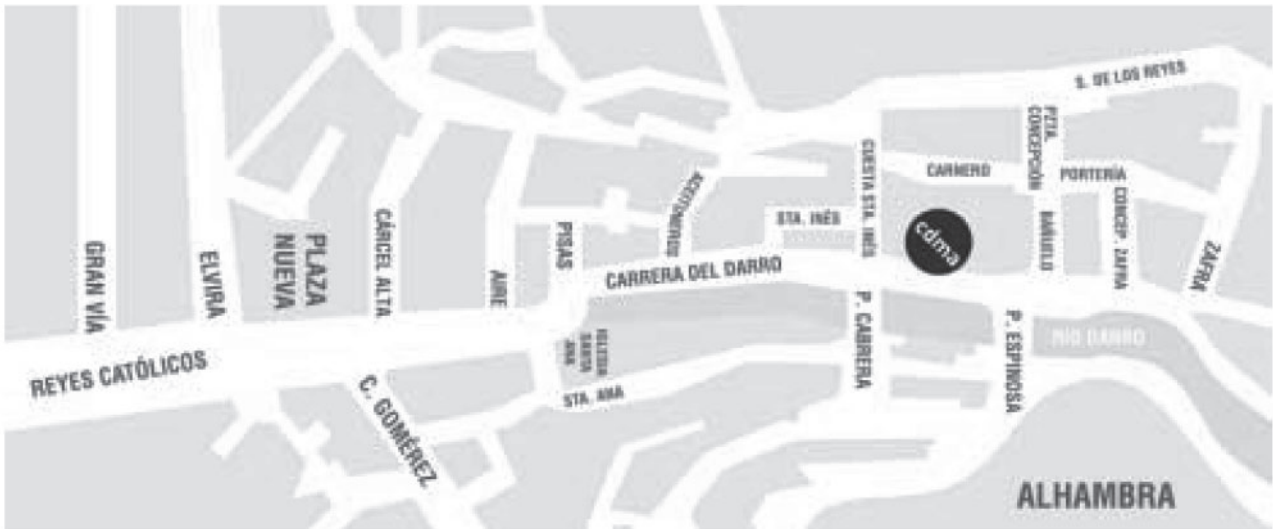 S. DE LOS REYES
PZTA.
CONCEPCIÓN
CUESTA STA. INÉS
CARNERO
PORTERÍA
ACEITUNEROS
CONCEP. ZAFRA
STA. INÉS
BAÑUELO
cdma
ZAFRA
GRAN VÍA
ELVIRA
PLAZA
NUEVA
CÁRCEL ALTA
AIRE
PISAS
CARRERA DEL DARRO
P. CABRERA
P. ESPINOSA
RÍO DARRO
IGLESIA
SANTA
ANA
REYES CATÓLICOS
C. GOMÉREZ
STA. ANA
ALHAMBRA